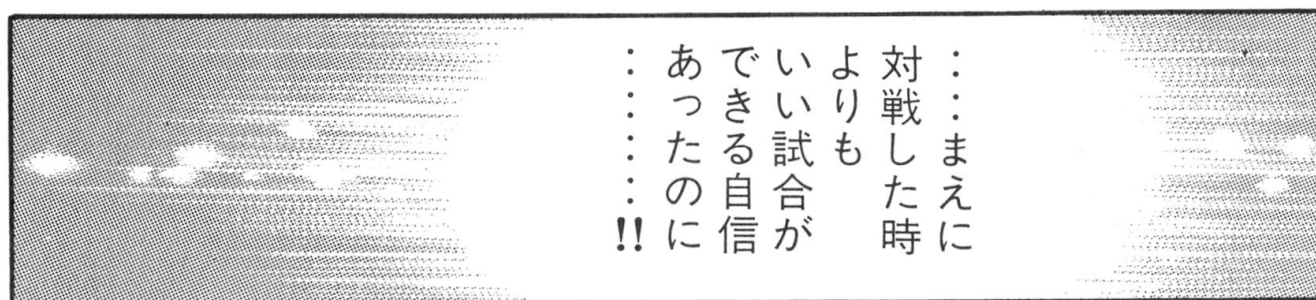 ……まえに
対戦した時
よりも
いい試合が
できる自信
あったのに
…………!!